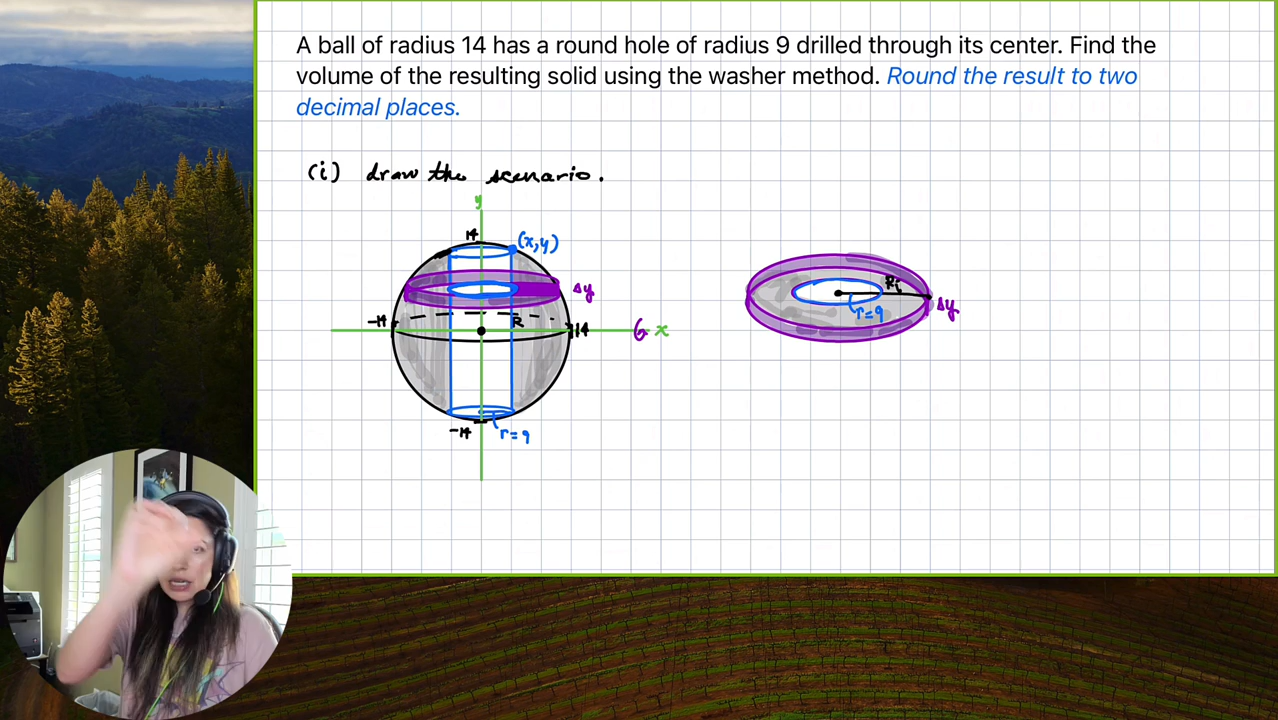 A ball of radius 14 has a round hole of radius 9 drilled through its center. Find the
volume of the resulting solid using the washer method. Round the result to two
decimal places.
(i) draw the scenario.
y
14
(x,y)
Δy
-14
R
14
x
-14
r=9
Ri
r=9
Δy